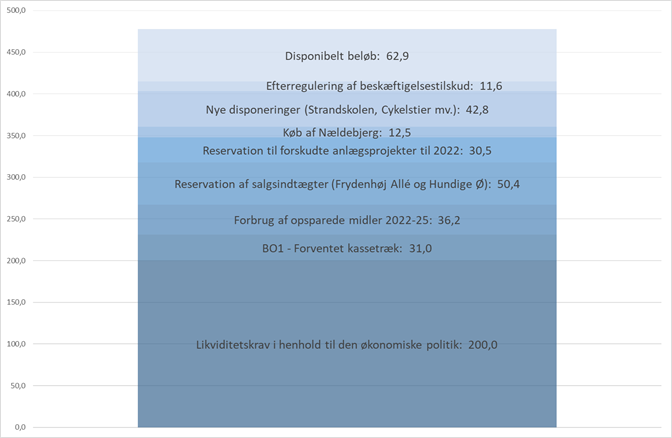 500,0
450,0
400,0
350,0
300,0
250,0
200,0
150,0
100,0
50,0
0,0
Disponibelt beløb: 62,9
Efterregulering af beskæftigelsestilskud: 11,6
Nye disponeringer (Strandskolen, Cykelstier mv.): 42,8
Køb af Nældebjerg: 12,5
Reservation til forskudte anlægsprojekter til 2022: 30,5
Reservation af salgsindtægter (Frydenhøj Allé og Hundige Ø): 50,4
Forbrug af opsparede midler 2022-25: 36,2
BO1 - Forventet kassetræk: 31,0
Likviditetskrav i henhold til den økonomiske politik: 200,0